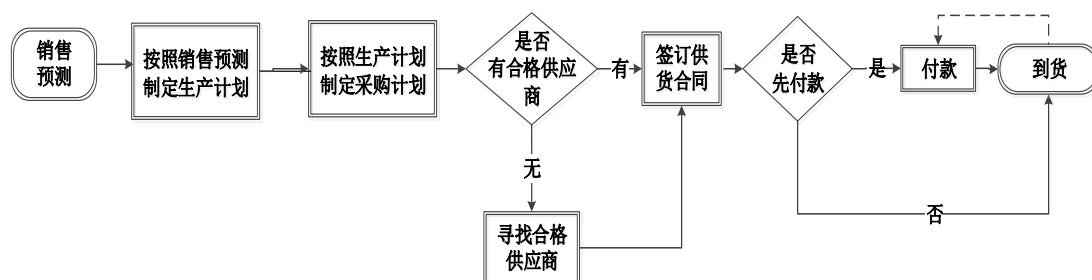 销售
预测
按照销售预测
制定生产计划
按照生产计划
制定采购计划
是否
有合格供应
商
有
签订供
货合同
是否
先付款
是
付款
到货
无
寻找合格
供应商
否